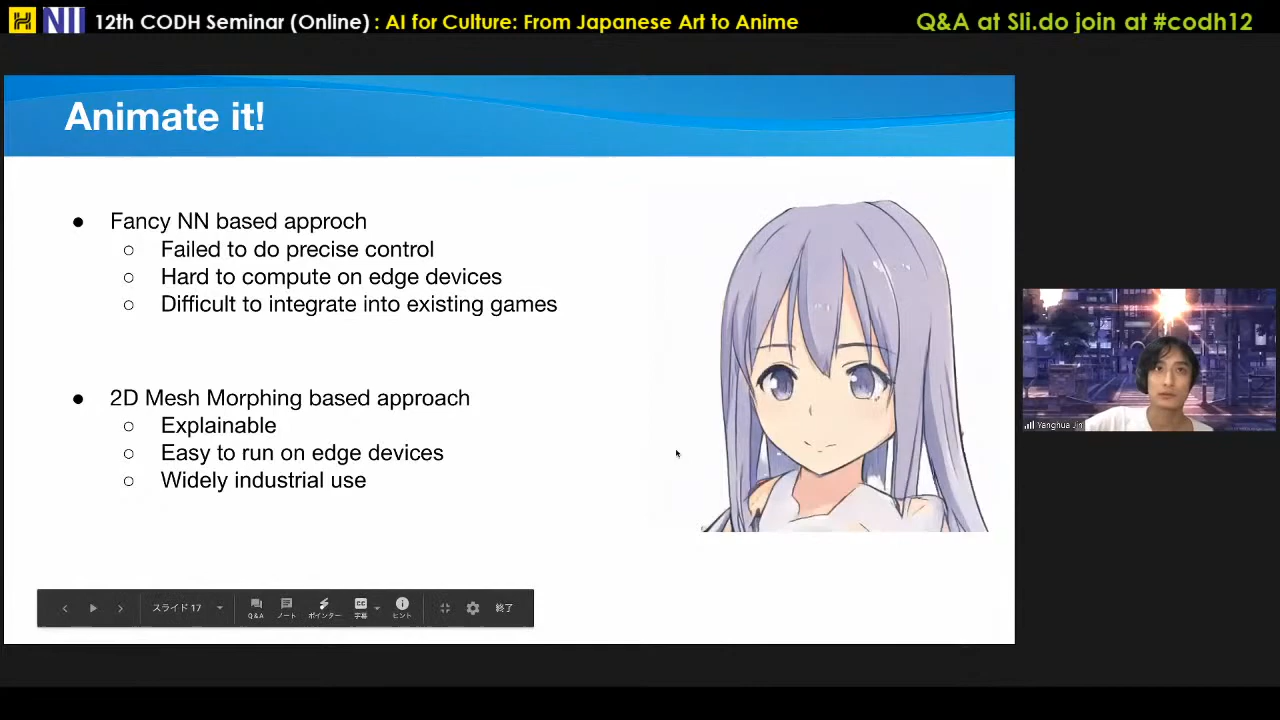 12th CODH Seminar (Online) : AI for Culture: From Japanese Art to Anime
Q&A at Sli.do join at #codh12
NII
Animate it!
● Fancy NN based approch
○ Failed to do precise control
○ Hard to compute on edge devices
○ Difficult to integrate into existing games
● 2D Mesh Morphing based approach
○ Explainable
○ Easy to run on edge devices
○ Widely industrial use
Yanghua Jin
スライド 17
Q&A
ノート
ポインター
字幕
ヒント
終了